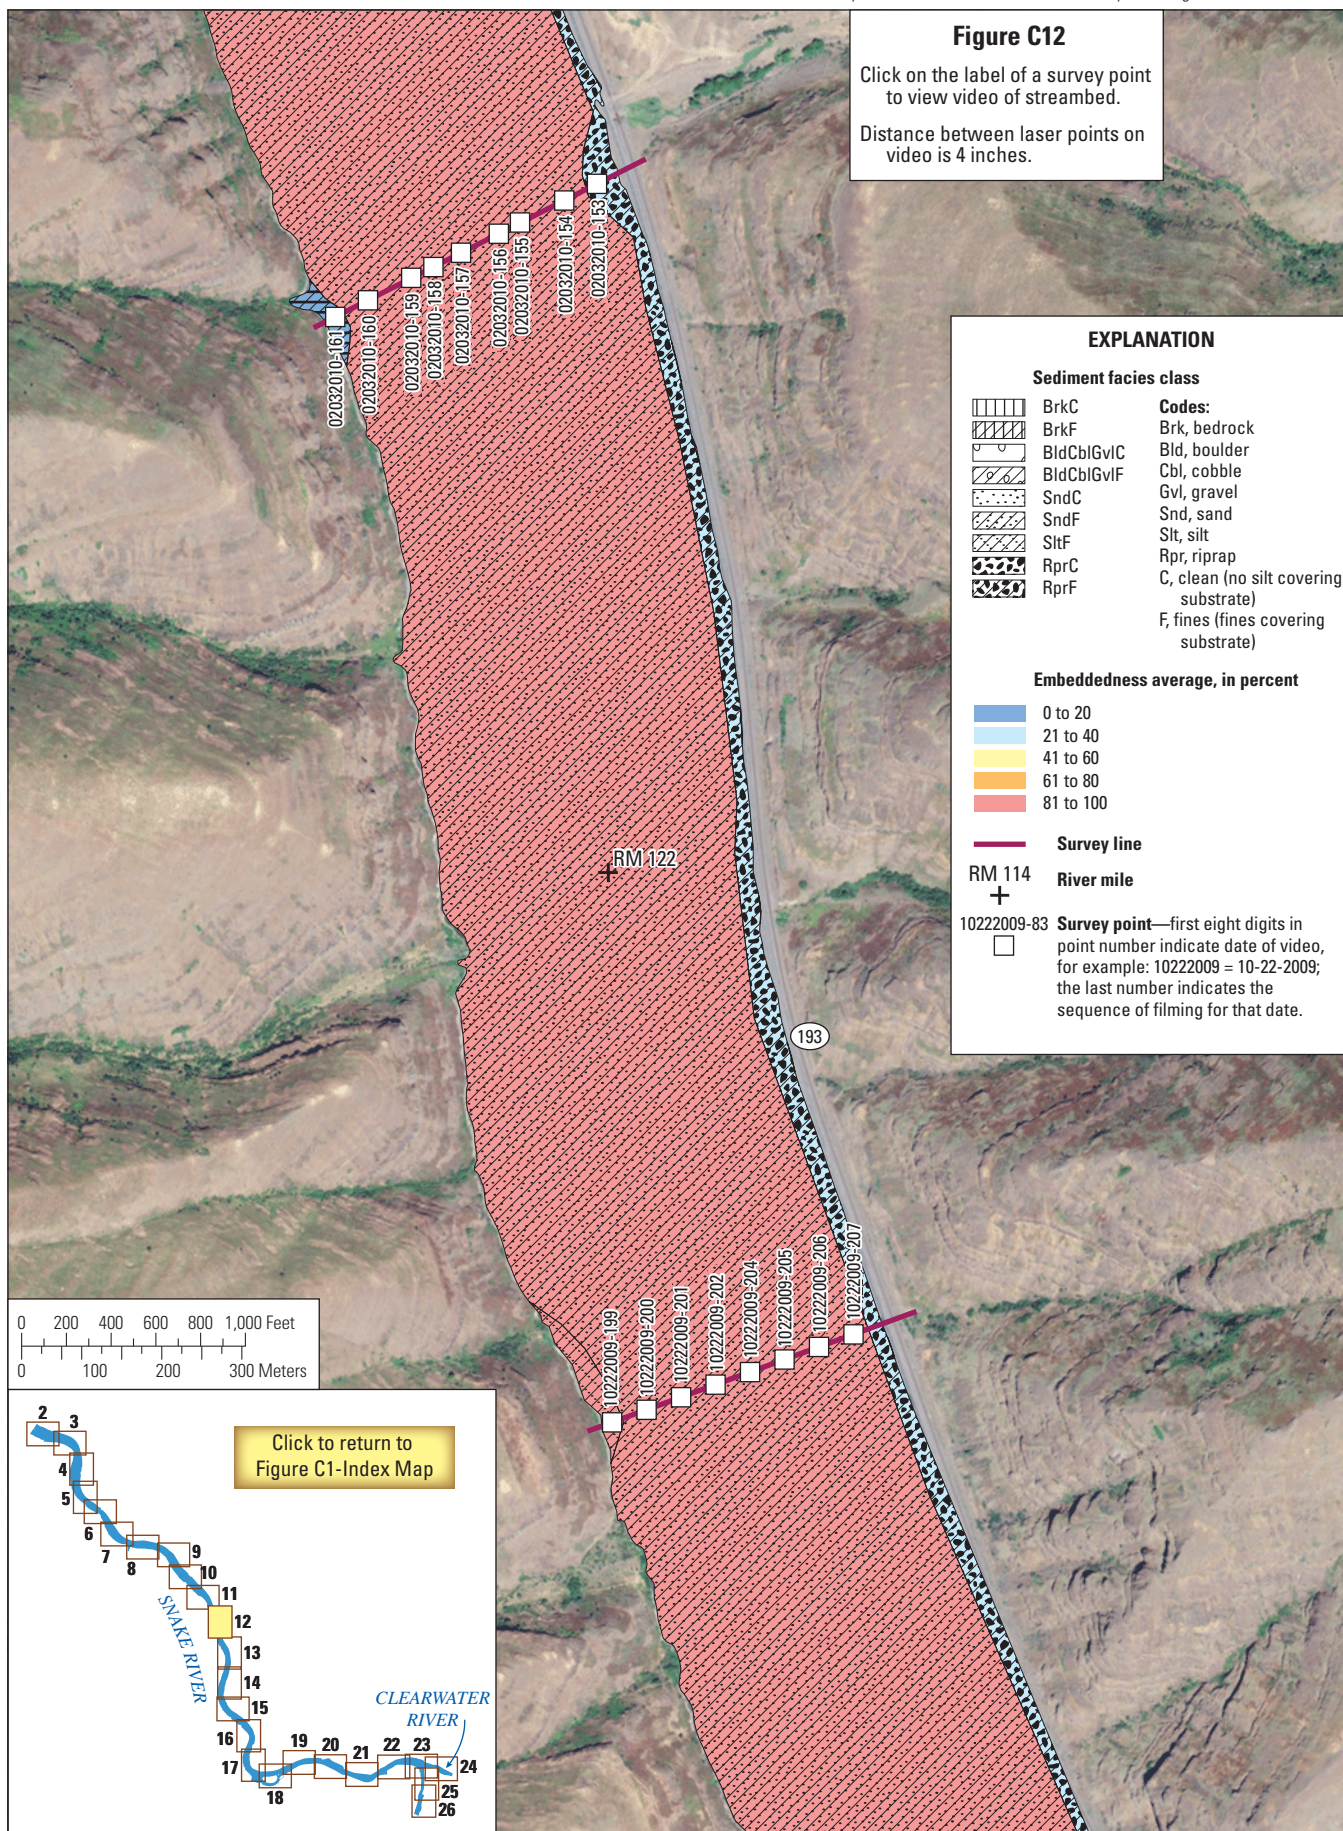 Figure C12
Click on the label of a survey point
to view video of streambed.
Distance between laser points on
video is 4 inches.
02032010-161
02032010-160
02032010-159
02032010-158
02032010-157
02032010-156
02032010-155
02032010-154
02032010-153
EXPLANATION
Sediment facies class
BrkC
BrkF
BldCblGvlC
BldCblGvlF
SndC
SndF
SltF
RprC
RprF
Codes:
Brk, bedrock
Bld, boulder
Cbl, cobble
Gvl, gravel
Snd, sand
Slt, silt
Rpr, riprap
C, clean (no silt covering
substrate)
F, fines (fines covering
substrate)
Embeddedness average, in percent
0 to 20
21 to 40
41 to 60
61 to 80
81 to 100
Survey line
RM 114
River mile
10222009-83
Survey point—first eight digits in
point number indicate date of video,
for example: 10222009 = 10-22-2009;
the last number indicates the
sequence of filming for that date.
RM 122
193
10222009-199
10222009-200
10222009-201
10222009-202
10222009-204
10222009-205
10222009-206
10222009-207
0 200 400 600 800 1,000 Feet
0 100 200 300 Meters
Click to return to
Figure C1-Index Map
2
3
4
5
6
7
8
9
10
11
12
13
14
15
16
17
18
19
20
21
22
23
24
25
26
SNAKE RIVER
CLEARWATER
RIVER